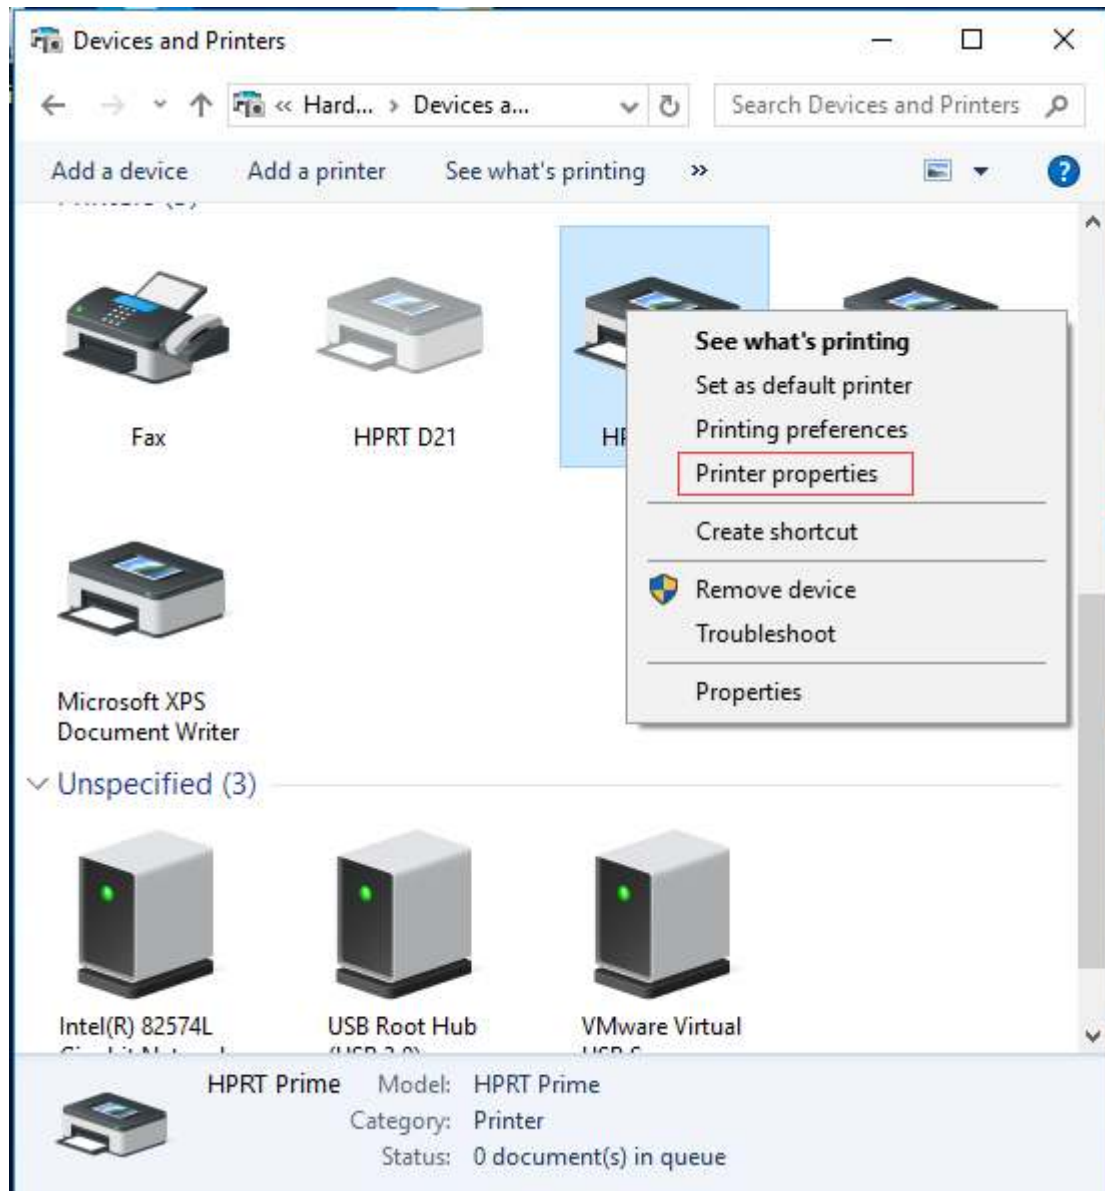 Devices and Printers
« Hard... › Devices a...
Search Devices and Printers
Add a device
Add a printer
See what's printing
»
Fax
HPRT D21
See what's printing
Set as default printer
Printing preferences
Printer properties
Create shortcut
Remove device
Troubleshoot
Properties
Microsoft XPS
Document Writer
Unspecified (3)
Intel(R) 82574L
USB Root Hub
VMware Virtual
HPRT Prime Model: HPRT Prime
Category: Printer
Status: 0 document(s) in queue